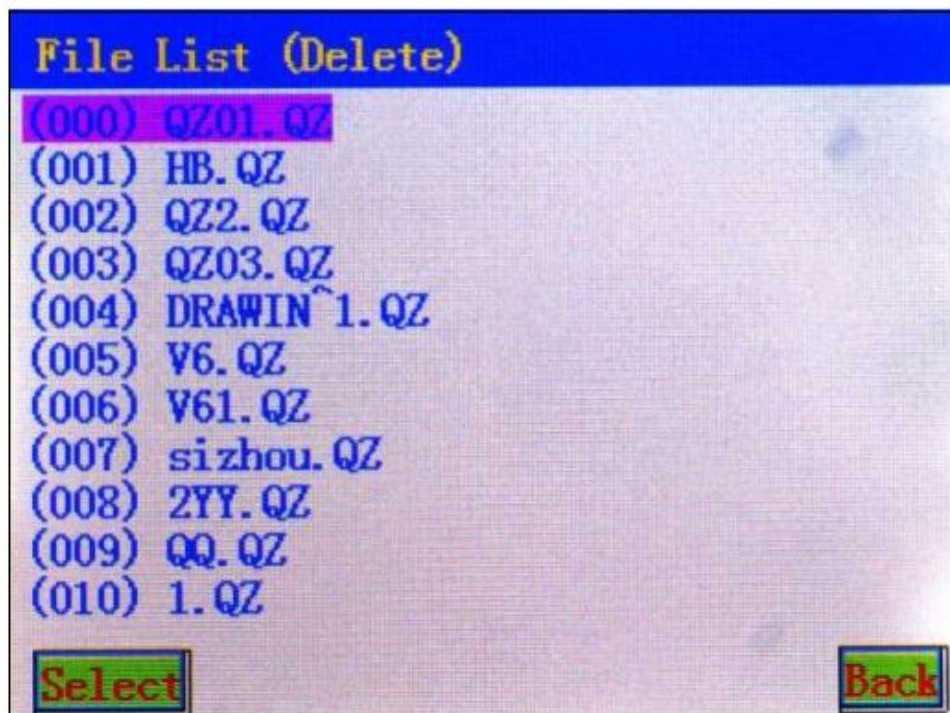 File List (Delete)
(000) QZ01.QZ
(001) HB.QZ
(002) QZ2.QZ
(003) QZ03.QZ
(004) DRAWIN~1.QZ
(005) V6.QZ
(006) V61.QZ
(007) sizhou.QZ
(008) 2YY.QZ
(009) QQ.QZ
(010) 1.QZ
Select Back